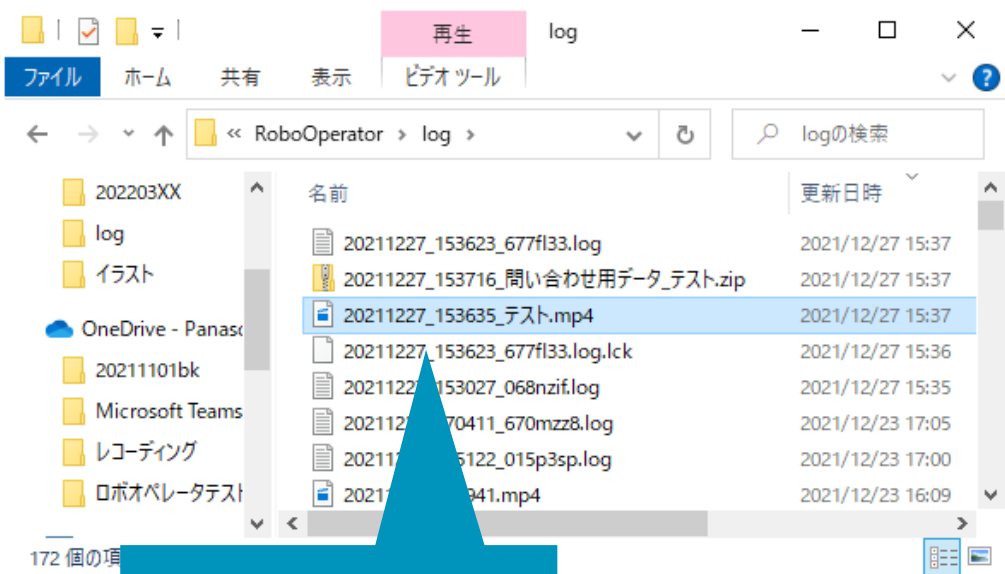 再生 log
ファイル ホーム 共有 表示 ビデオ ツール
« RoboOperator › log › logの検索
名前 更新日時
202203XX
log
イラスト
OneDrive - Panaso
20211101bk
Microsoft Teams
レコーディング
ロボオペレータテスト
20211227_153623_677fl33.log 2021/12/27 15:37
20211227_153716_問い合わせ用データ_テスト.zip 2021/12/27 15:37
20211227_153635_テスト.mp4 2021/12/27 15:37
20211227_153623_677fl33.log.lck 2021/12/27 15:36
2021122 153027_068nzif.log 2021/12/27 15:35
202112 70411_670mzz8.log 2021/12/23 17:05
20211 5122_015p3sp.log 2021/12/23 17:00
2021 941.mp4 2021/12/23 16:09
172 個の項